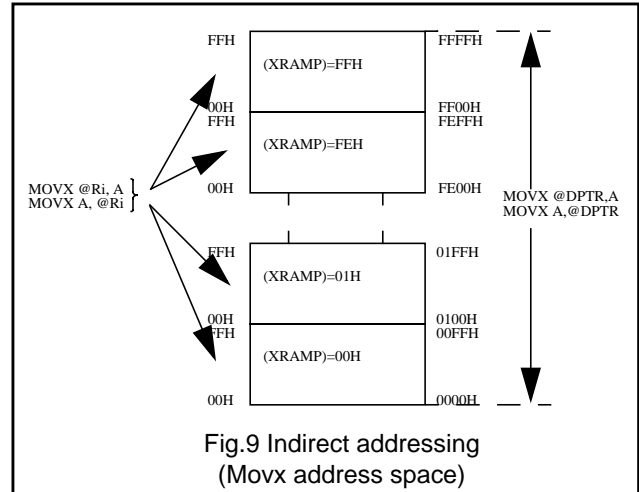 FFH
FFFFH
(XRAMP)=FFH
00H
FF00H
FFH
FEFFH
(XRAMP)=FEH
00H
FE00H
MOVX @Ri, A
MOVX A, @Ri
MOVX @DPTR,A
MOVX A,@DPTR
FFH
01FFH
(XRAMP)=01H
00H
0100H
FFH
00FFH
(XRAMP)=00H
00H
0000H
Fig.9 Indirect addressing
(Movx address space)